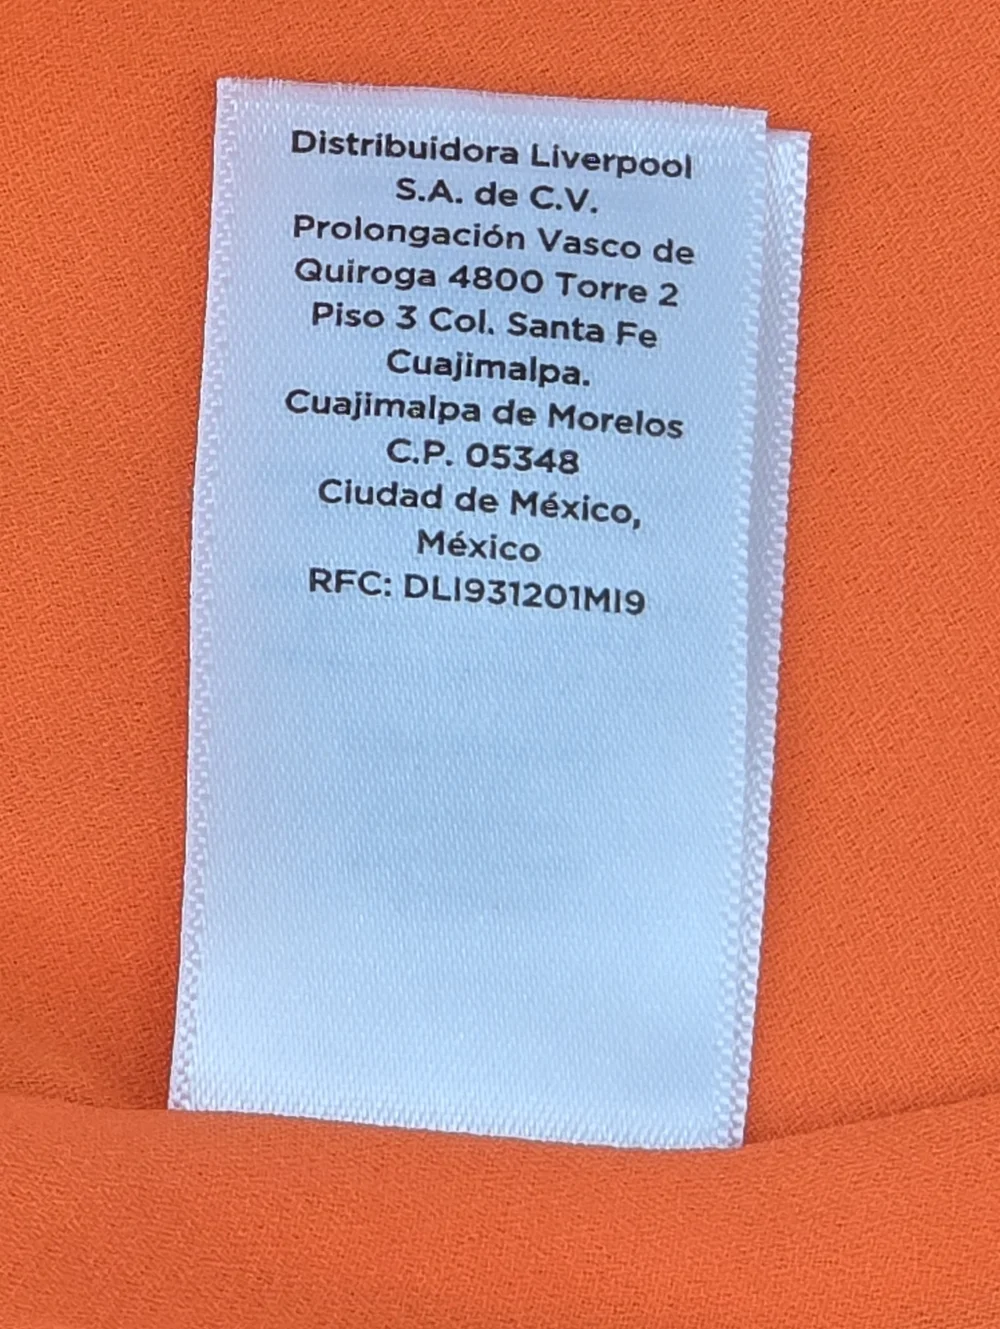 Distribuidora Liverpool
S.A. de C.V.
Prolongación Vasco de
Quiroga 4800 Torre 2
Piso 3 Col. Santa Fe
Cuajimalpa.
Cuajimalpa de Morelos
C.P. 05348
Ciudad de México,
México
RFC: DLI931201MI9